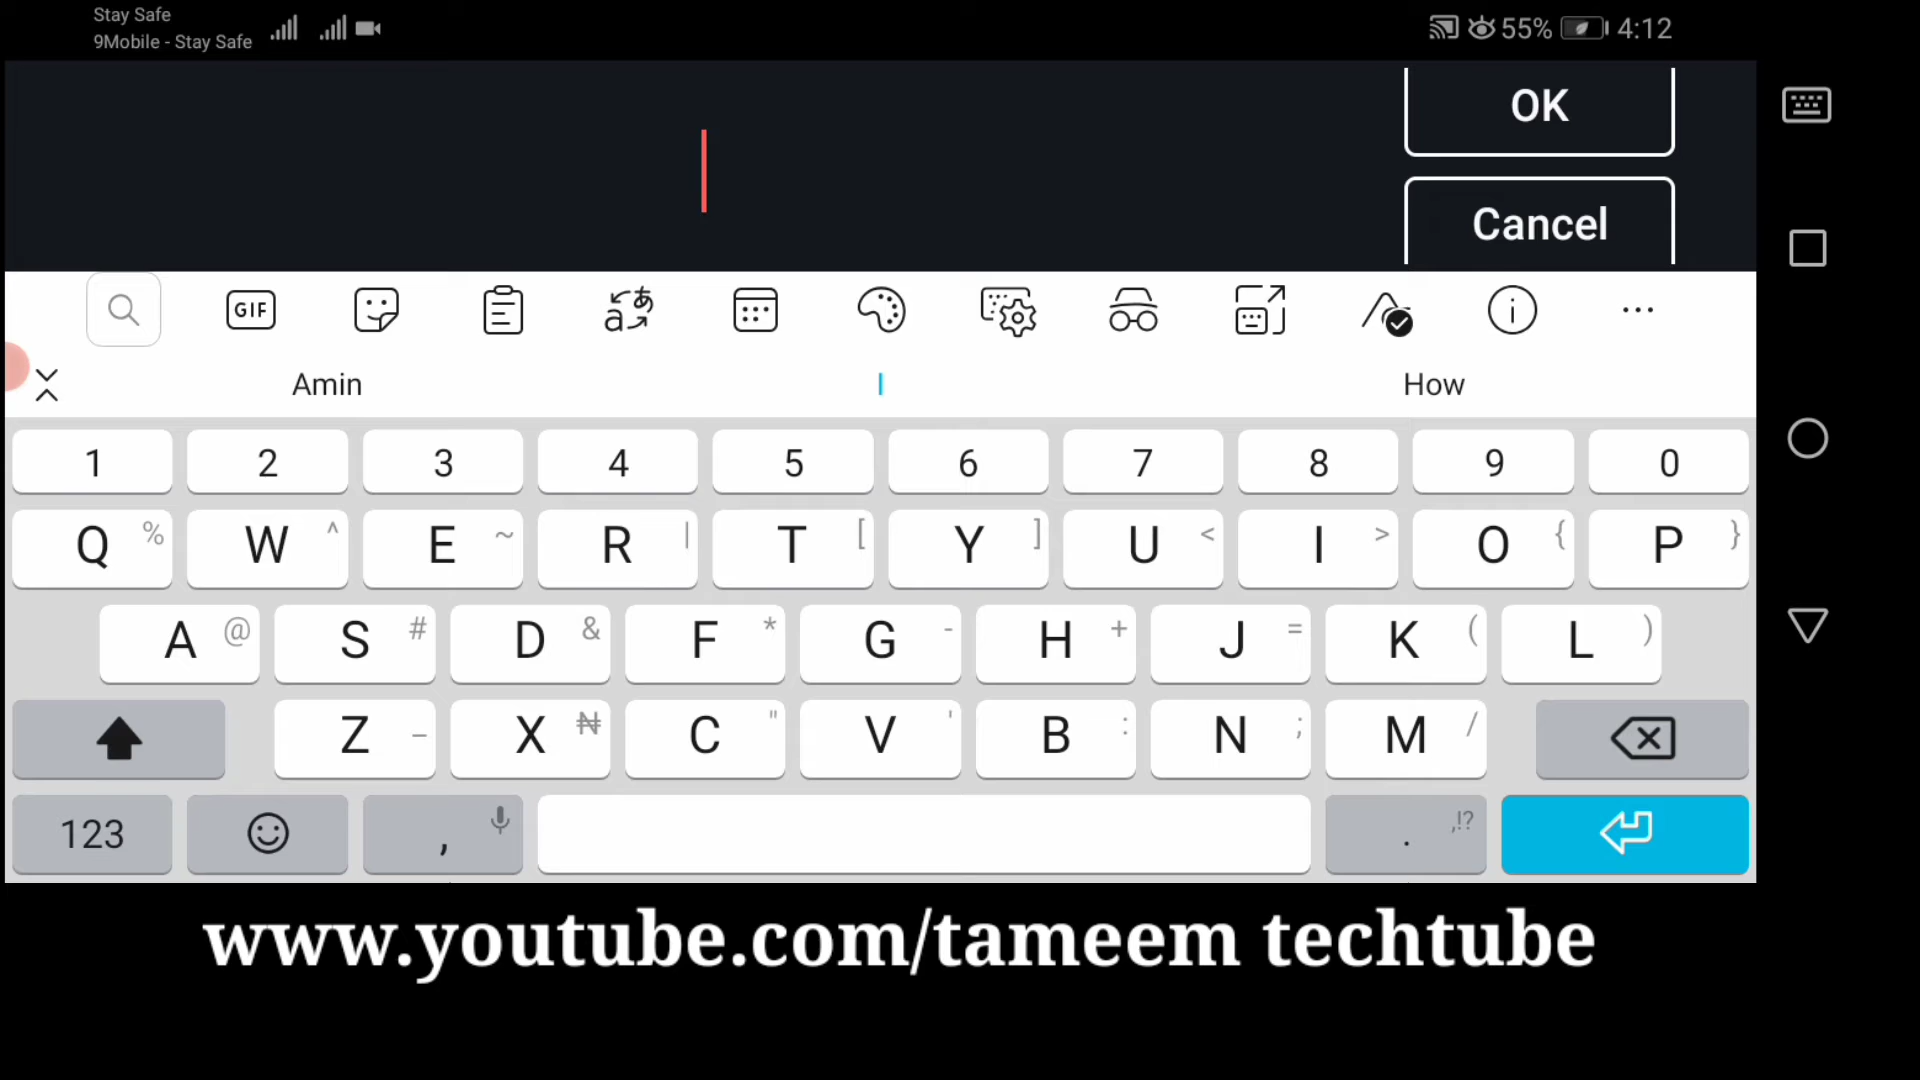 Stay Safe
9Mobile - Stay Safe
55% 4:12
OK
Cancel
GIF
Amin I How
1 2 3 4 5 6 7 8 9 0
Q % W ^ E ~ R | T [ Y ] U < I > O { P }
A @ S # D & F * G - H + J = K ( L )
Z _ X ₦ C " V ' B : N ; M /
123 , . ,!?
www.youtube.com/tameem techtube